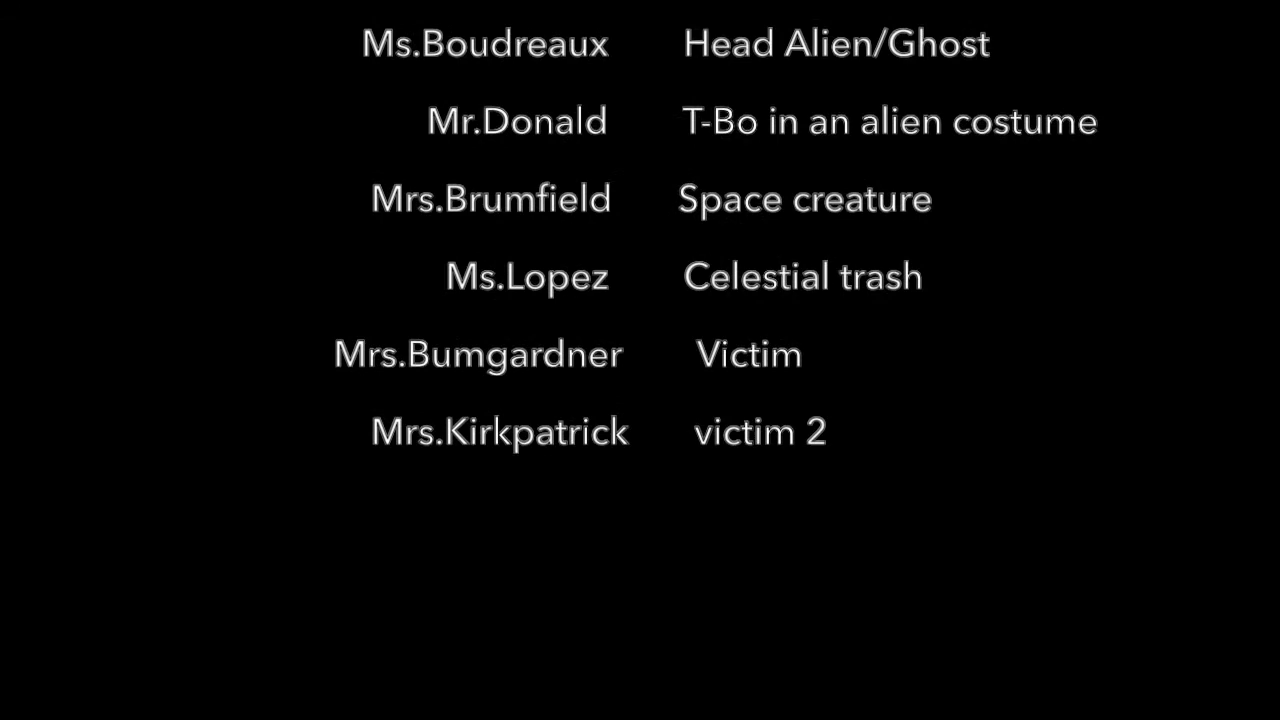 Ms.Boudreaux Head Alien/Ghost
Mr.Donald T-Bo in an alien costume
Mrs.Brumfield Space creature
Ms.Lopez Celestial trash
Mrs.Bumgardner Victim
Mrs.Kirkpatrick victim 2